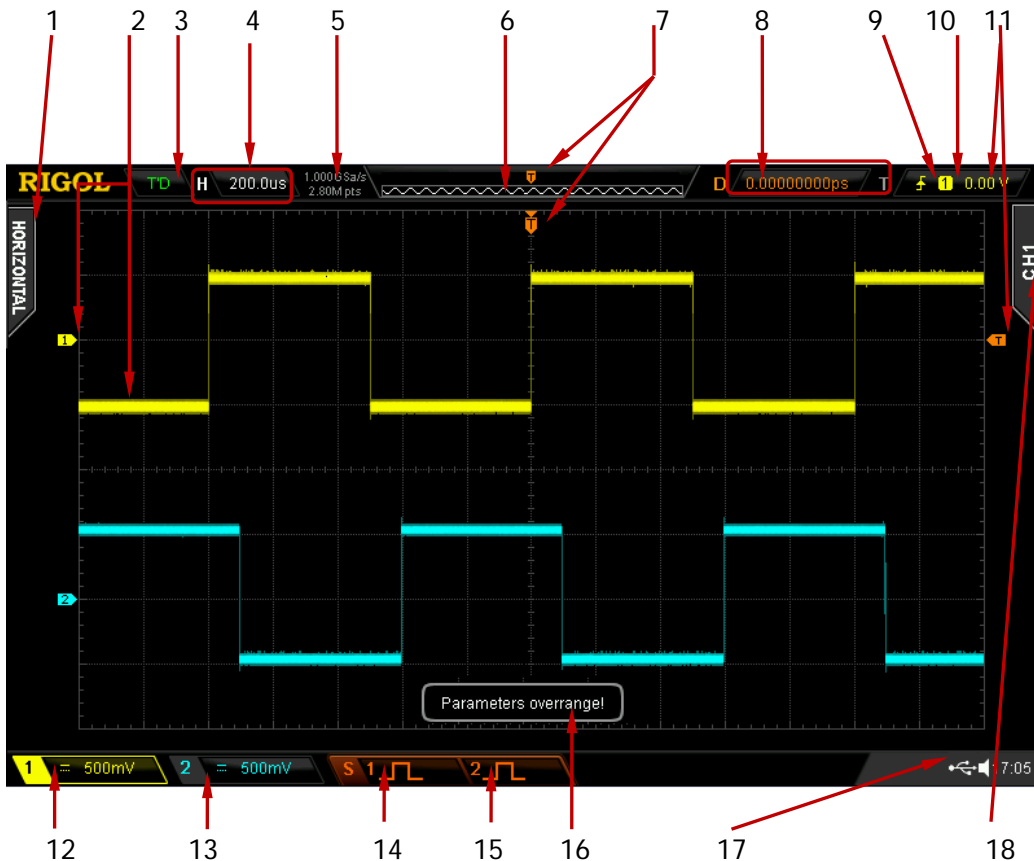 1 2 3 4 5 6 7 8 9 10 11
RIGOL T'D H 200.0us 1.000GSa/s D 0.00000000ps T 1 0.00 V
2.80M pts
T
T
HORIZONTAL
CH1
1
T
2
Parameters overrange!
1 500mV 2 500mV S 1 2 17:05
12 13 14 15 16 17 18